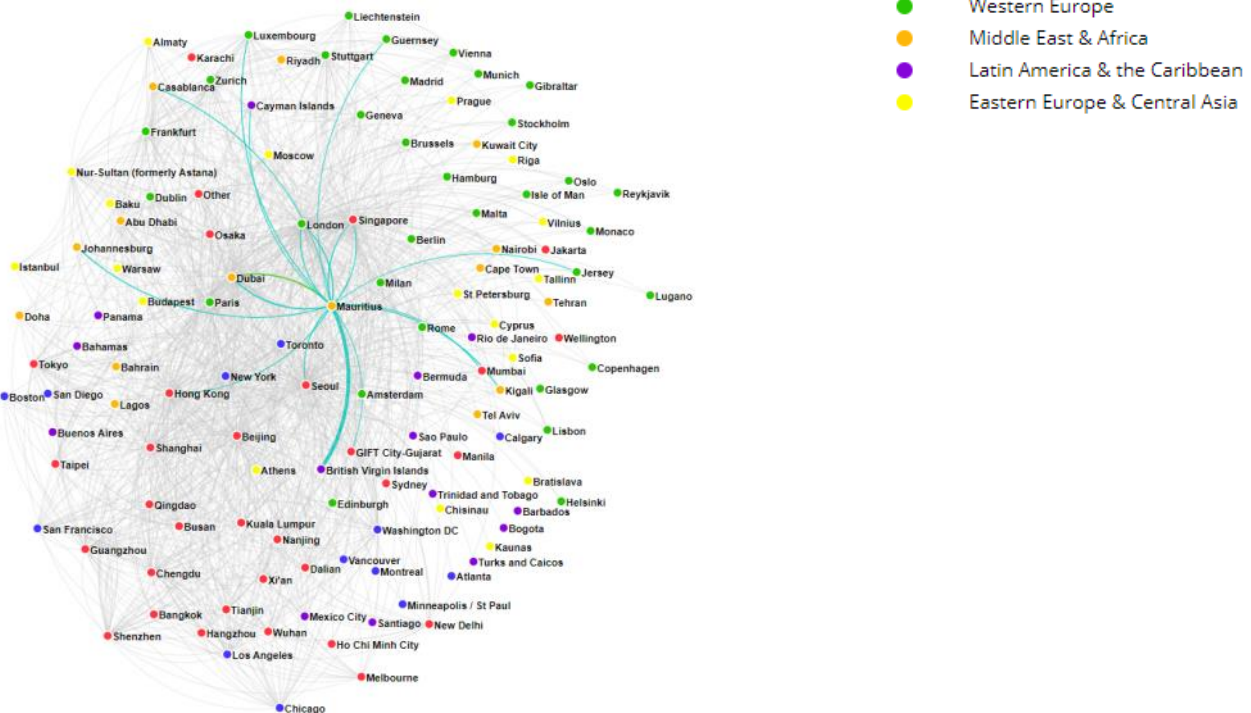 Liechtenstein
Western Europe
Luxembourg
Guernsey
Middle East & Africa
Almaty
Vienna
Karachi
Riyadh
Stuttgart
Latin America & the Caribbean
Munich
Zurich
Madrid
Casablanca
Gibraltar
Prague
Eastern Europe & Central Asia
Cayman Islands
Geneva
Stockholm
Frankfurt
Brussels
Kuwait City
Moscow
Riga
Nur-Sultan (formerly Astana)
Hamburg
Oslo
Dublin
Other
Isle of Man
Reykjavik
Baku
Malta
Abu Dhabi
London
Singapore
Vilnius
Monaco
Osaka
Berlin
Johannesburg
Nairobi
Jakarta
Istanbul
Warsaw
Cape Town
Jersey
Dubai
Milan
Tallinn
St Petersburg
Lugano
Budapest
Paris
Mauritius
Tehran
Doha
Panama
Cyprus
Rome
Rio de Janeiro
Wellington
Bahamas
Toronto
Sofia
Tokyo
Bahrain
Mumbai
Copenhagen
New York
Bermuda
Seoul
Boston
San Diego
Hong Kong
Amsterdam
Kigali
Glasgow
Lagos
Tel Aviv
Buenos Aires
Beijing
Sao Paulo
Calgary
Lisbon
Shanghai
GIFT City-Gujarat
Manila
Taipei
Athens
British Virgin Islands
Sydney
Bratislava
Trinidad and Tobago
Qingdao
Edinburgh
Chisinau
Barbados
Helsinki
San Francisco
Busan
Kuala Lumpur
Washington DC
Bogota
Nanjing
Guangzhou
Kaunas
Vancouver
Turks and Caicos
Chengdu
Xi'an
Dalian
Montreal
Atlanta
Bangkok
Tianjin
Mexico City
Minneapolis / St Paul
Santiago
New Delhi
Shenzhen
Hangzhou
Wuhan
Ho Chi Minh City
Los Angeles
Melbourne
Chicago